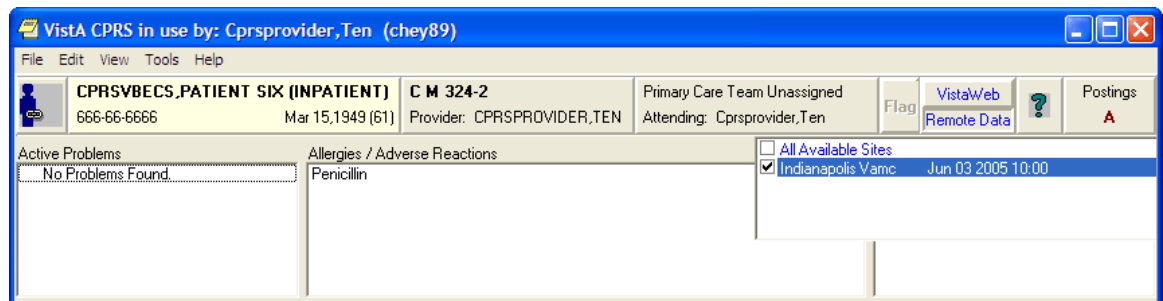 VistA CPRS in use by: Cprsprovider,Ten (chey89)
File Edit View Tools Help
CPRSVBECS,PATIENT SIX (INPATIENT)
666-66-6666 Mar 15,1949 (61)
C M 324-2
Provider: CPRSPROVIDER,TEN
Primary Care Team Unassigned
Attending: Cprsprovider,Ten
Flag
VistaWeb
Remote Data
?
Postings
A
Active Problems
No Problems Found.
Allergies / Adverse Reactions
Penicillin
All Available Sites
Indianapolis Vamc Jun 03 2005 10:00